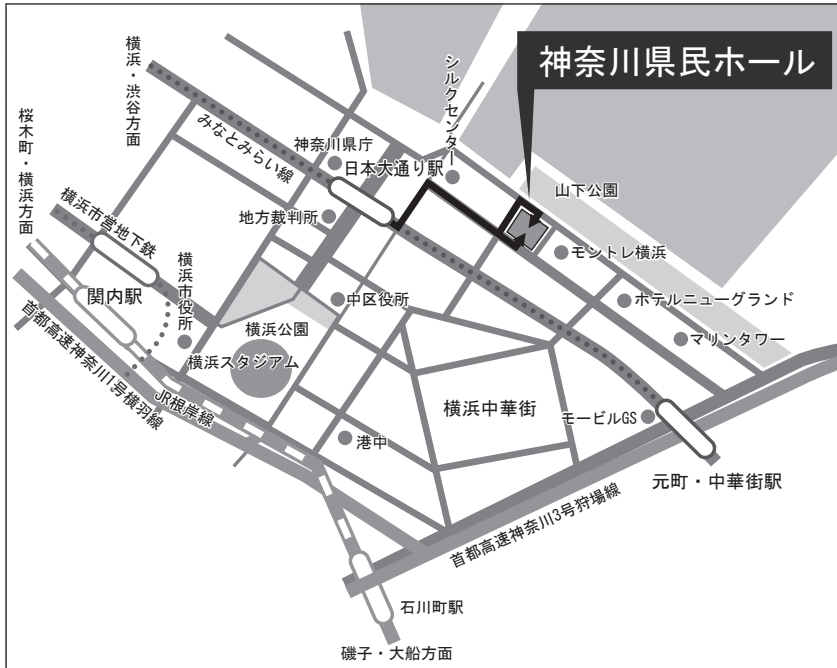 神奈川県民ホール
横浜・渋谷方面
シルクセンター
桜木町・横浜方面
みなとみらい線
神奈川県庁
日本大通り駅
山下公園
横浜市営地下鉄
地方裁判所
モントレ横浜
関内駅
横浜市役所
中区役所
ホテルニューグランド
横浜公園
マリンタワー
首都高速神奈川1号横羽線
横浜スタジアム
JR根岸線
横浜中華街
モービルGS
港中
元町・中華街駅
首都高速神奈川3号狩場線
石川町駅
磯子・大船方面